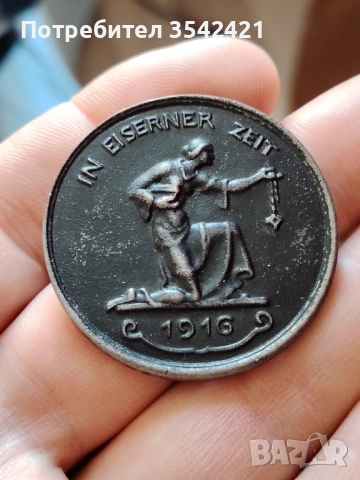 Потребител 3542421
IN EISERNER ZEIT
1916
BAZAR